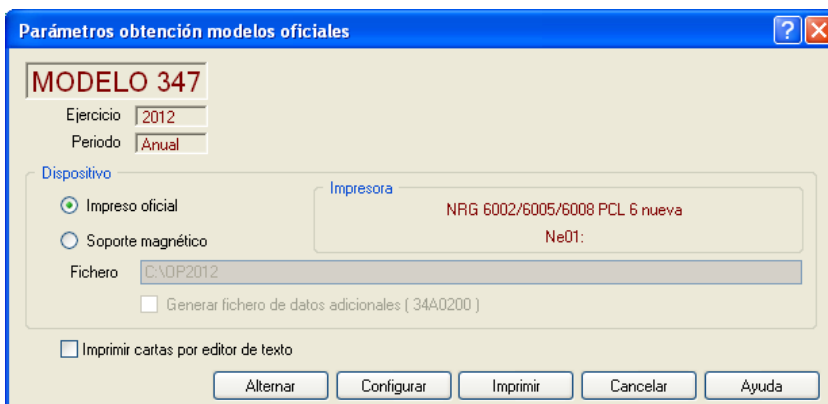 Parámetros obtención modelos oficiales
MODELO 347
Ejercicio 2012
Periodo Anual
Dispositivo
Impreso oficial
Soporte magnético
Impresora
NRG 6002/6005/6008 PCL 6 nueva
Ne01:
Fichero C:\OP2012
Generar fichero de datos adicionales ( 34A0200 )
Imprimir cartas por editor de texto
Alternar Configurar Imprimir Cancelar Ayuda